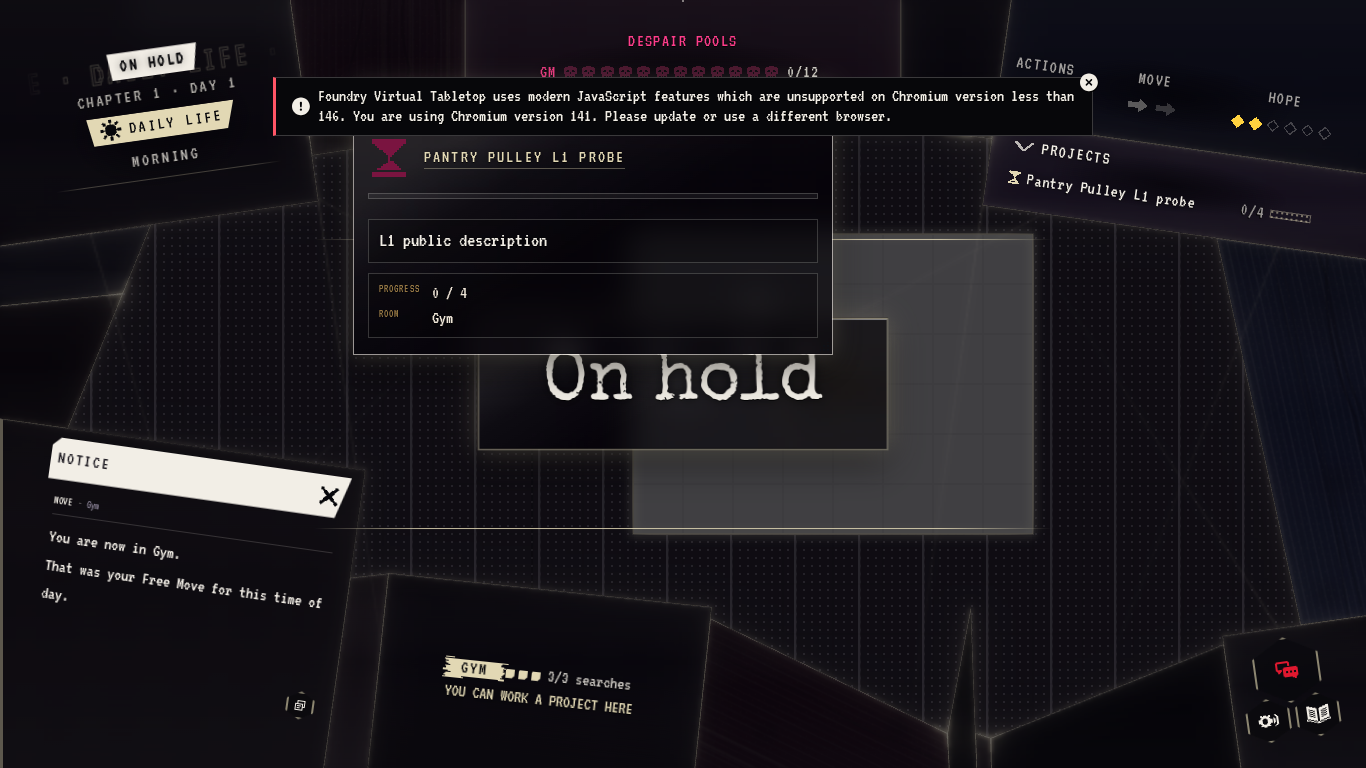 ON HOLD
CHAPTER 1 · DAY 1
DAILY LIFE
MORNING
DESPAIR POOLS
GM 0/12
Foundry Virtual Tabletop uses modern JavaScript features which are unsupported on Chromium version less than
146. You are using Chromium version 141. Please update or use a different browser.
ACTIONS
MOVE
HOPE
PROJECTS
Pantry Pulley L1 probe 0/4
PANTRY PULLEY L1 PROBE
L1 public description
PROGRESS 0 / 4
ROOM Gym
On hold
NOTICE
MOVE · Gym
You are now in Gym.
That was your Free Move for this time of
day.
GYM 3/3 searches
YOU CAN WORK A PROJECT HERE